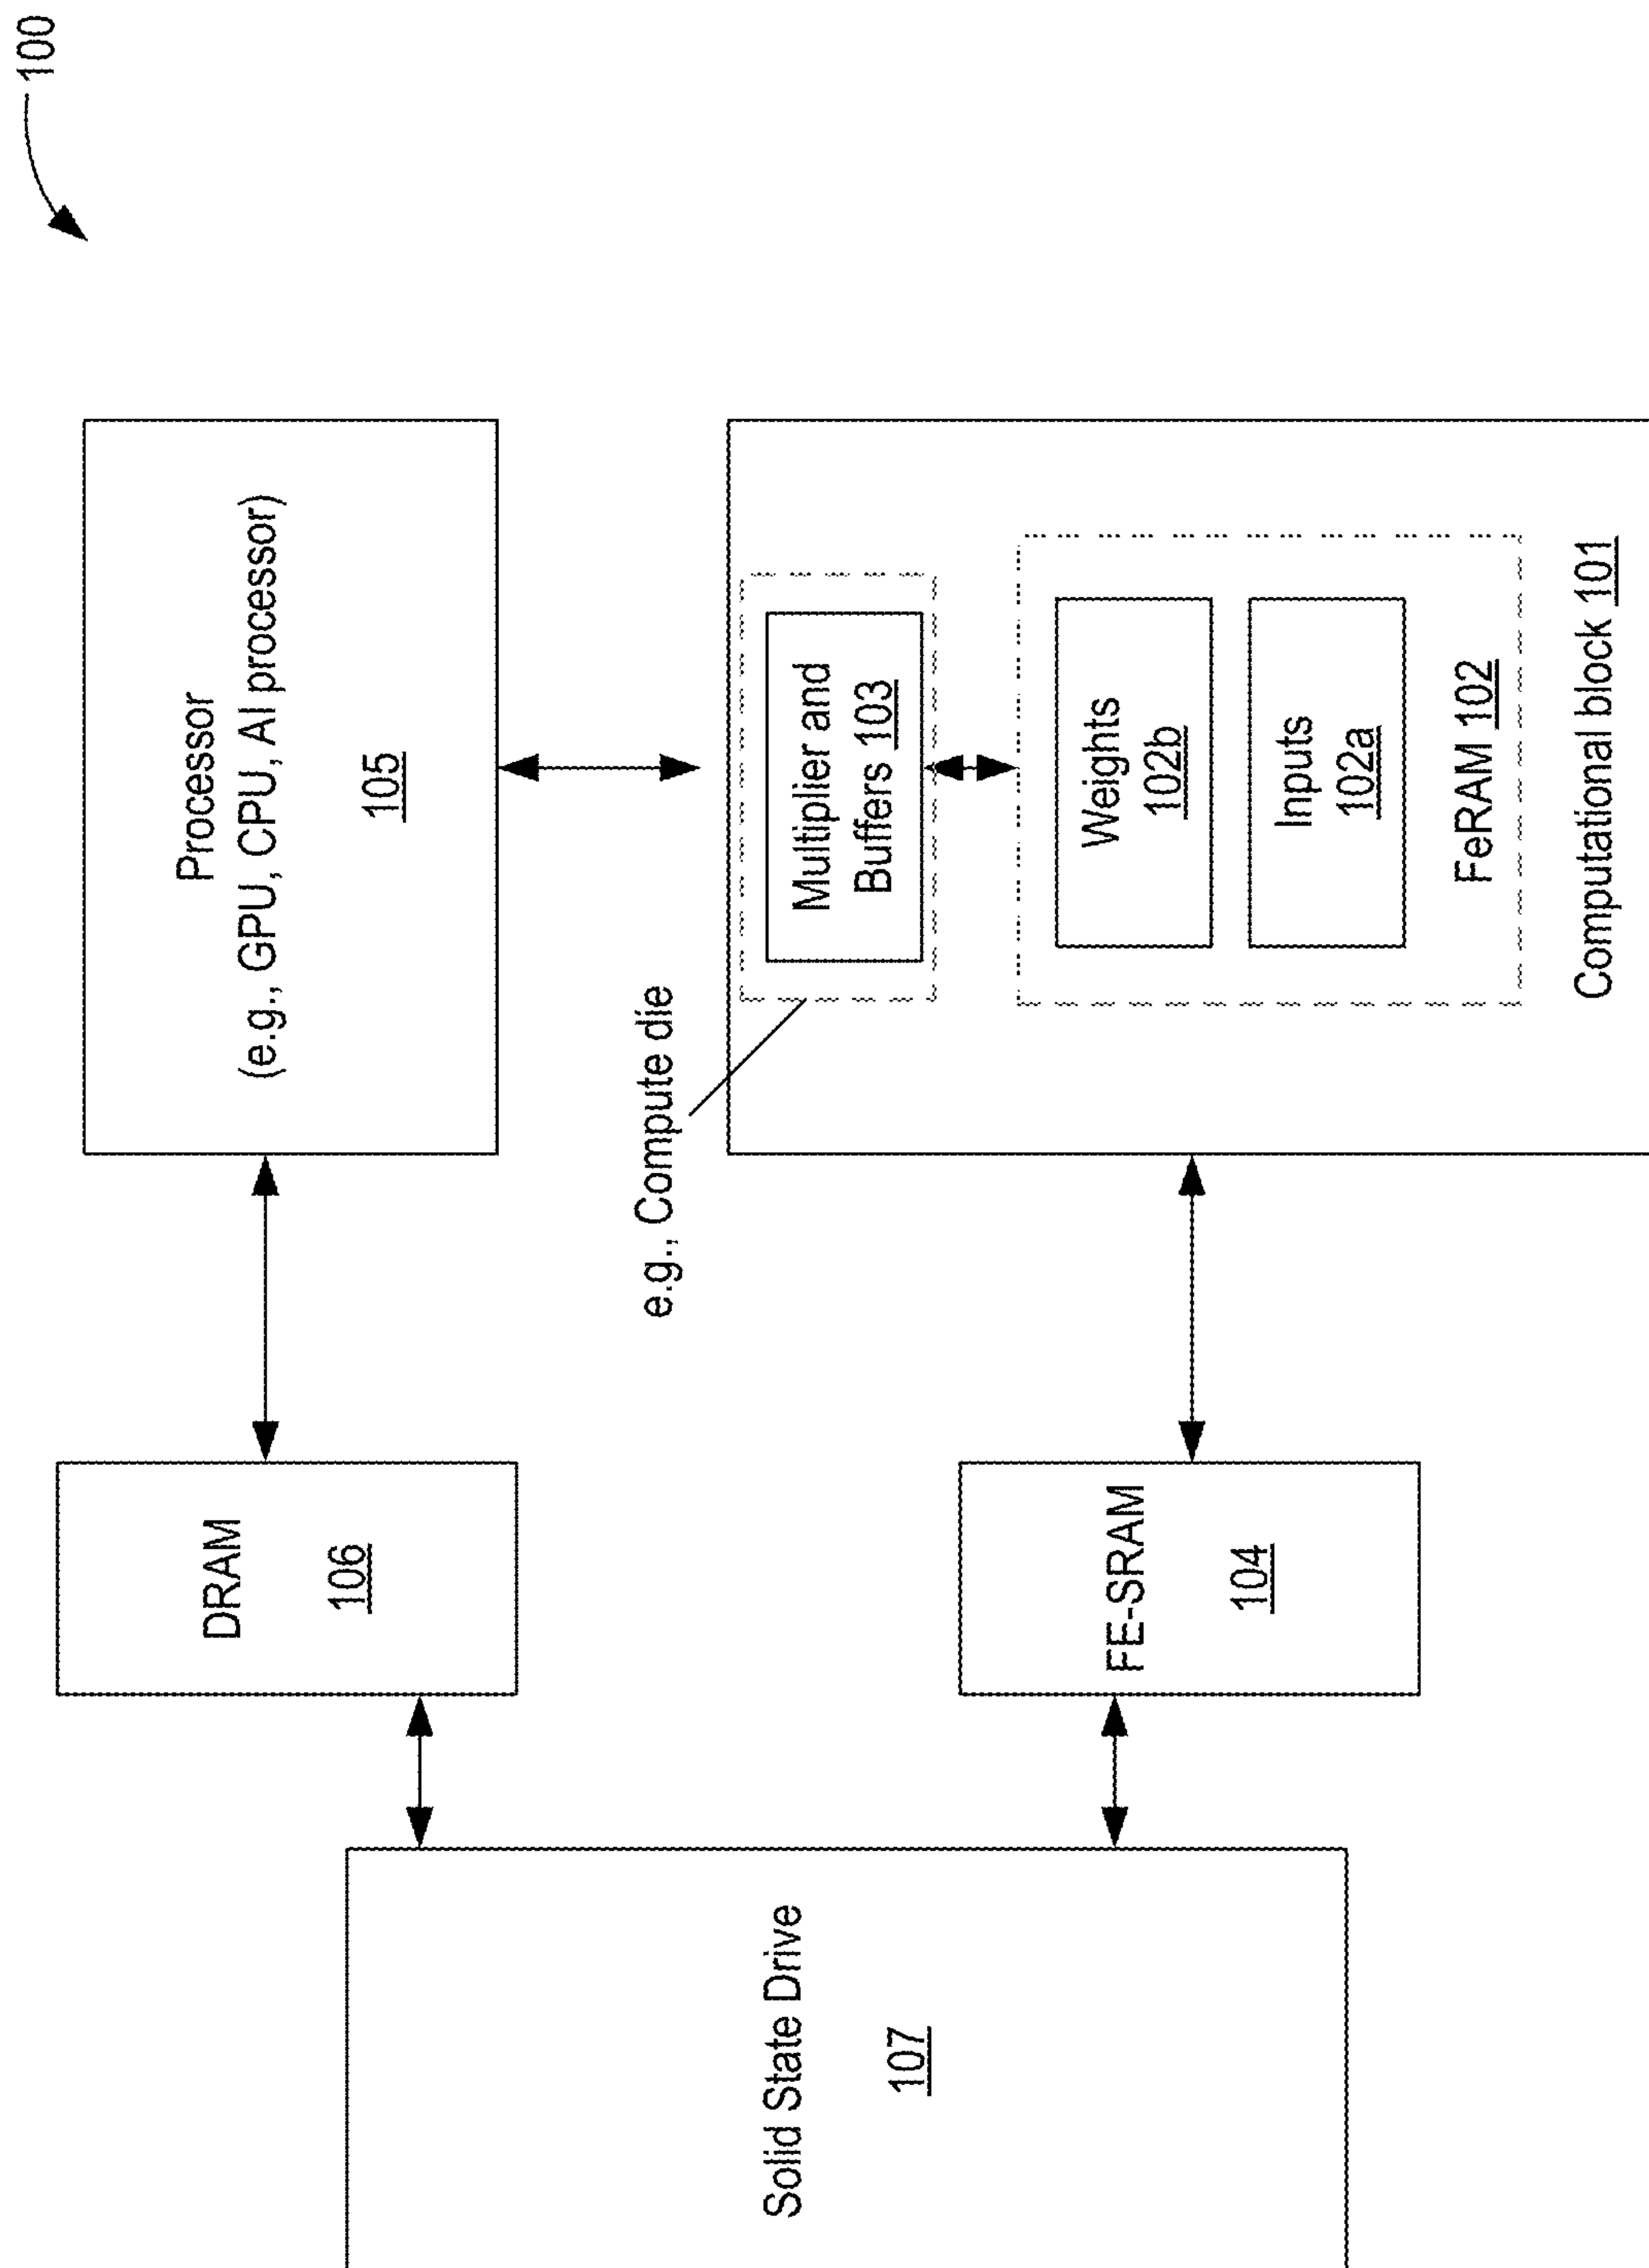 100
Processor
(e.g., GPU, CPU, AI processor)
105
DRAM
106
e.g., Compute die
Multiplier and
Buffers 103
Weights
102b
Inputs
102a
FeRAM 102
Computational block 101
FE-SRAM
104
Solid State Drive
107